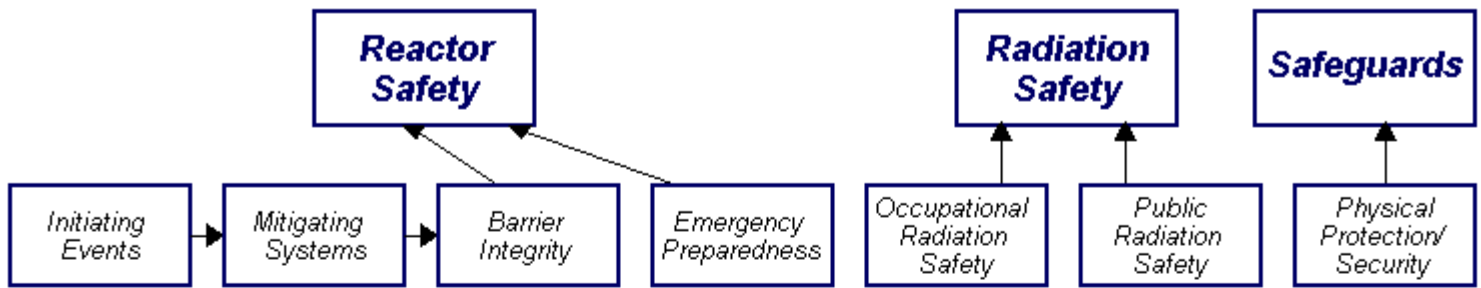 Reactor
Safety
Radiation
Safety
Safeguards
Initiating
Events
Mitigating
Systems
Barrier
Integrity
Emergency
Preparedness
Occupational
Radiation
Safety
Public
Radiation
Safety
Physical
Protection/
Security